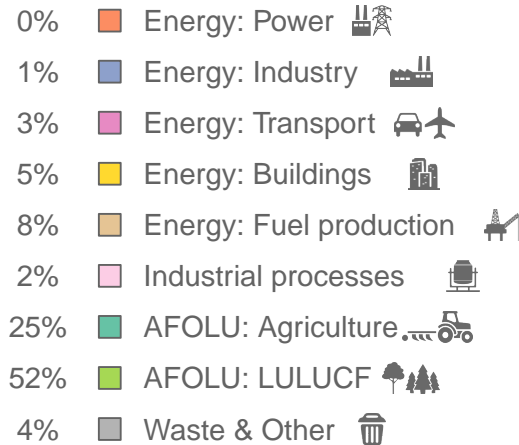 0% Energy: Power
1% Energy: Industry
3% Energy: Transport
5% Energy: Buildings
8% Energy: Fuel production
2% Industrial processes
25% AFOLU: Agriculture
52% AFOLU: LULUCF
4% Waste & Other